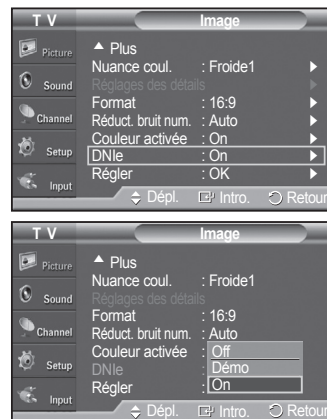 T V
Image
Picture
Sound
Channel
Setup
Input
▲ Plus
Nuance coul. : Froide1
Réglages des détails
Format : 16:9
Réduct. bruit num. : Auto
Couleur activée : On
DNIe : On
Régler : OK
Dépl. Intro. Retour
T V
Image
Picture
Sound
Channel
Setup
Input
▲ Plus
Nuance coul. : Froide1
Réglages des détails
Format : 16:9
Réduct. bruit num. : Auto
Couleur activée : Off
DNIe : Démo
Régler : On
Dépl. Intro. Retour